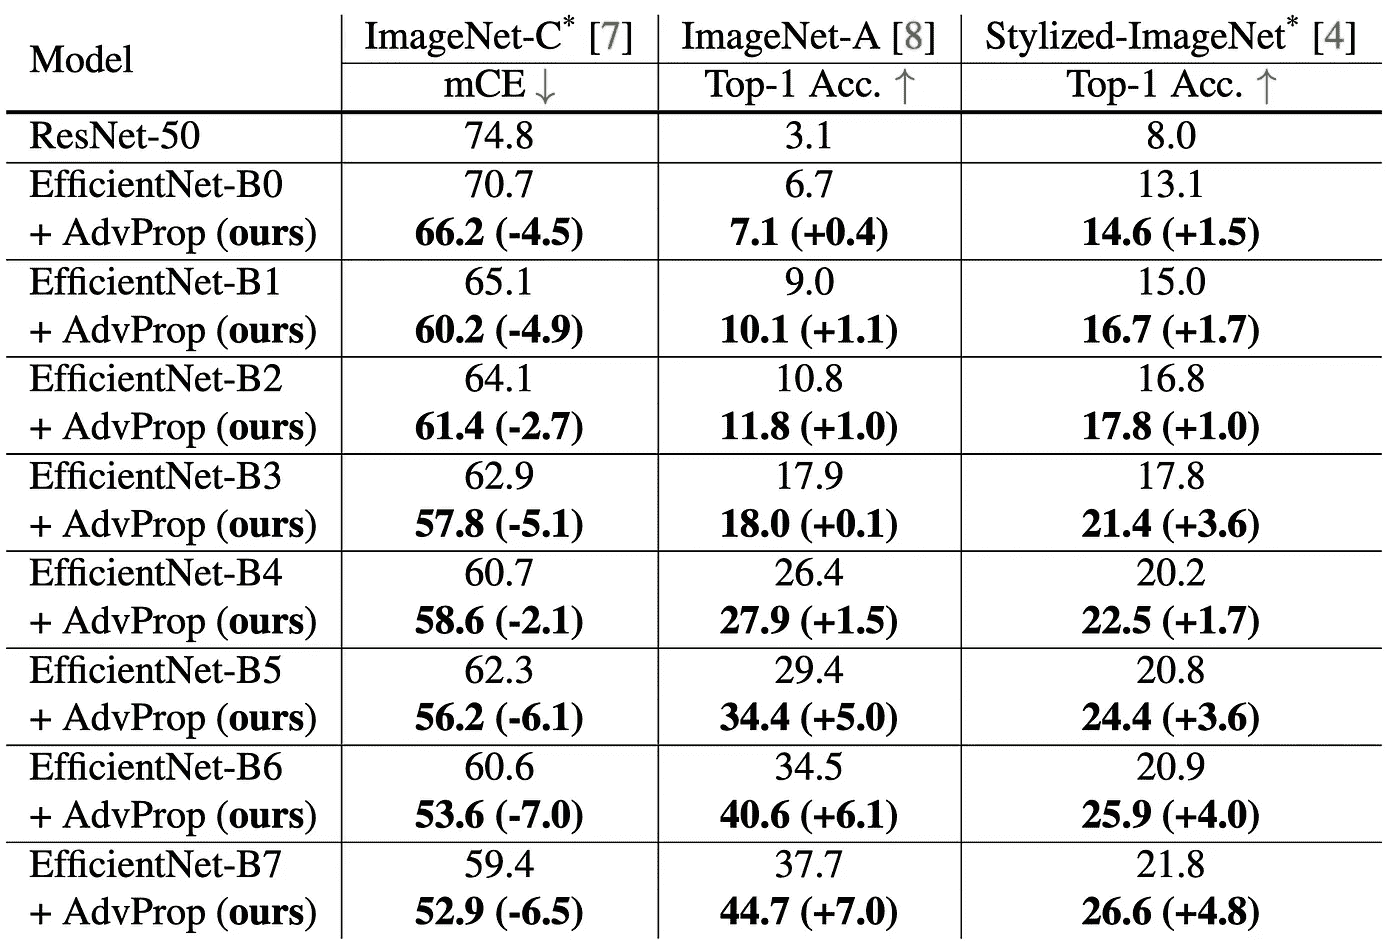 Model ImageNet-C* [7] ImageNet-A [8] Stylized-ImageNet* [4]
mCE ↓ Top-1 Acc. ↑ Top-1 Acc. ↑
ResNet-50 74.8 3.1 8.0
EfficientNet-B0 70.7 6.7 13.1
+ AdvProp (ours) 66.2 (-4.5) 7.1 (+0.4) 14.6 (+1.5)
EfficientNet-B1 65.1 9.0 15.0
+ AdvProp (ours) 60.2 (-4.9) 10.1 (+1.1) 16.7 (+1.7)
EfficientNet-B2 64.1 10.8 16.8
+ AdvProp (ours) 61.4 (-2.7) 11.8 (+1.0) 17.8 (+1.0)
EfficientNet-B3 62.9 17.9 17.8
+ AdvProp (ours) 57.8 (-5.1) 18.0 (+0.1) 21.4 (+3.6)
EfficientNet-B4 60.7 26.4 20.2
+ AdvProp (ours) 58.6 (-2.1) 27.9 (+1.5) 22.5 (+1.7)
EfficientNet-B5 62.3 29.4 20.8
+ AdvProp (ours) 56.2 (-6.1) 34.4 (+5.0) 24.4 (+3.6)
EfficientNet-B6 60.6 34.5 20.9
+ AdvProp (ours) 53.6 (-7.0) 40.6 (+6.1) 25.9 (+4.0)
EfficientNet-B7 59.4 37.7 21.8
+ AdvProp (ours) 52.9 (-6.5) 44.7 (+7.0) 26.6 (+4.8)